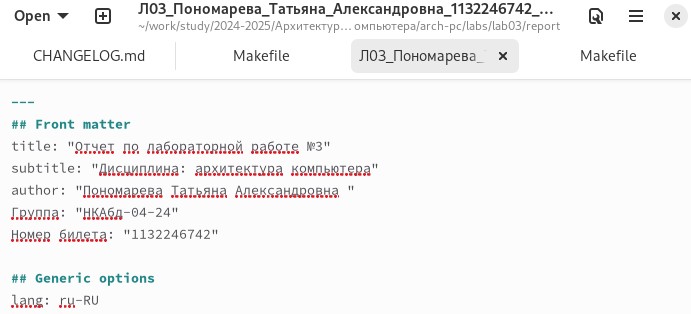 Open
Л03_Пономарева_Татьяна_Александровна_1132246742_...
~/work/study/2024-2025/Архитектур... омпьютера/arch-pc/labs/lab03/report
CHANGELOG.md
Makefile
Л03_Пономарева_
Makefile
---
## Front matter
title: "Отчет по лабораторной работе №3"
subtitle: "Дисциплина: архитектура компьютера"
author: "Пономарева Татьяна Александровна "
Группа: "НКАбд-04-24"
Номер билета: "1132246742"
## Generic options
lang: ru-RU